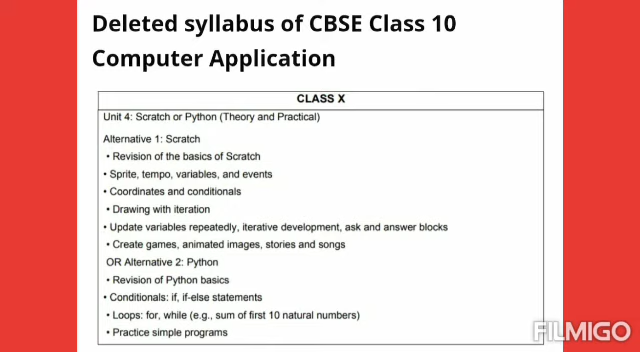 Deleted syllabus of CBSE Class 10
Computer Application
CLASS X
Unit 4: Scratch or Python (Theory and Practical)
Alternative 1: Scratch
• Revision of the basics of Scratch
• Sprite, tempo, variables, and events
• Coordinates and conditionals
• Drawing with iteration
• Update variables repeatedly, iterative development, ask and answer blocks
• Create games, animated images, stories and songs
OR Alternative 2: Python
• Revision of Python basics
• Conditionals: if, if-else statements
• Loops: for, while (e.g., sum of first 10 natural numbers)
• Practice simple programs
FILMIGO